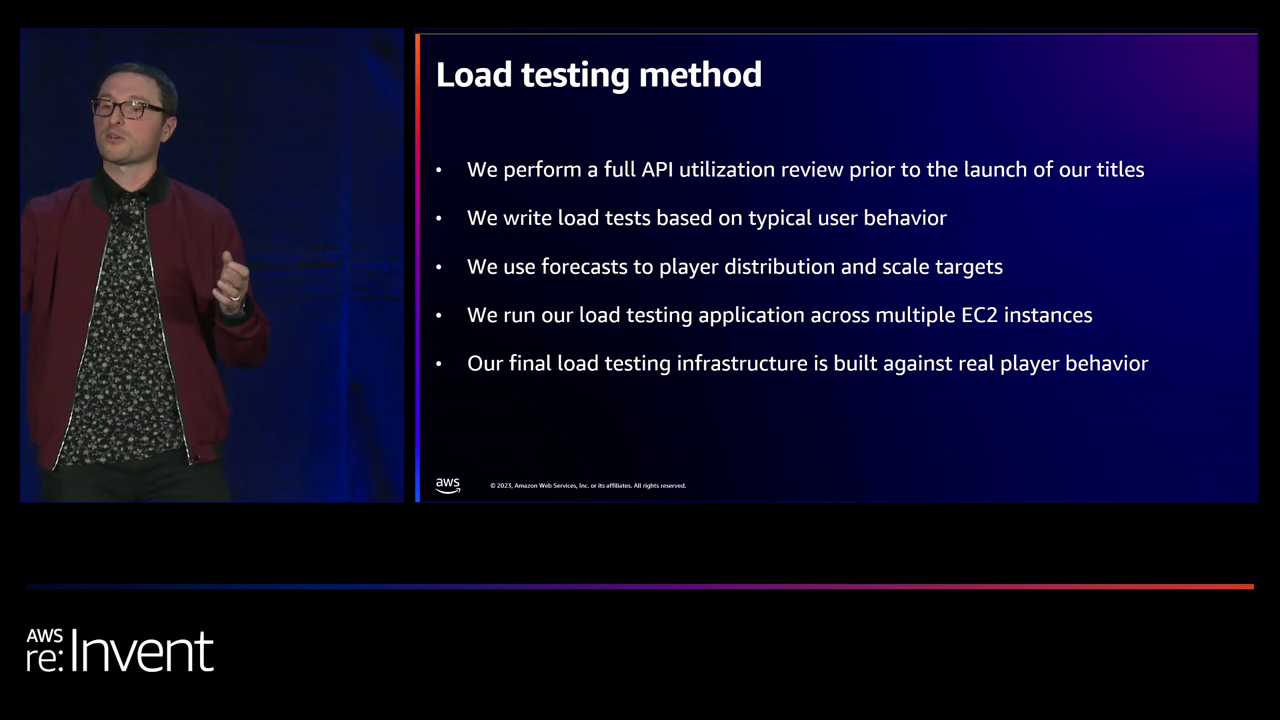 Load testing method
• We perform a full API utilization review prior to the launch of our titles
• We write load tests based on typical user behavior
• We use forecasts to player distribution and scale targets
• We run our load testing application across multiple EC2 instances
• Our final load testing infrastructure is built against real player behavior
aws
© 2023, Amazon Web Services, Inc. or its affiliates. All rights reserved.
AWS
re:Invent